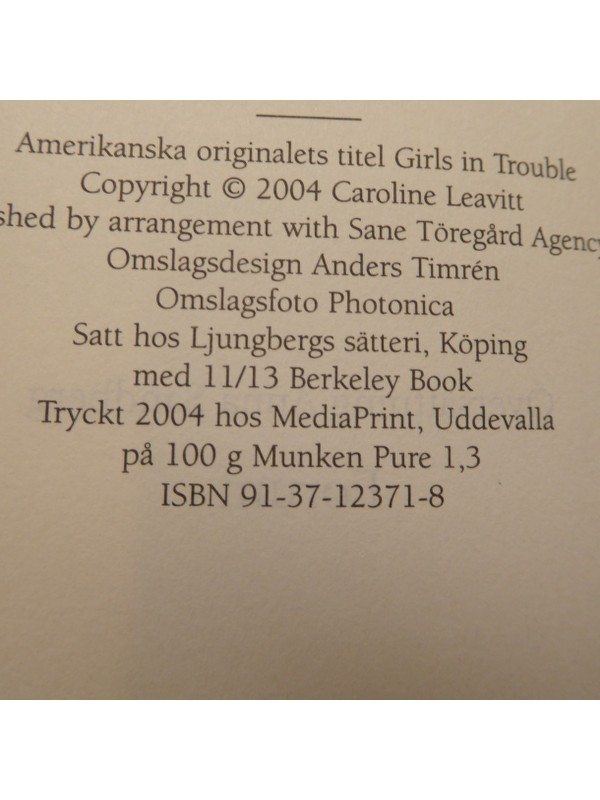 Amerikanska originalets titel Girls in Trouble
Copyright © 2004 Caroline Leavitt
shed by arrangement with Sane Töregård Agency
Omslagsdesign Anders Timrén
Omslagsfoto Photonica
Satt hos Ljungbergs sätteri, Köping
med 11/13 Berkeley Book
Tryckt 2004 hos MediaPrint, Uddevalla
på 100 g Munken Pure 1,3
ISBN 91-37-12371-8